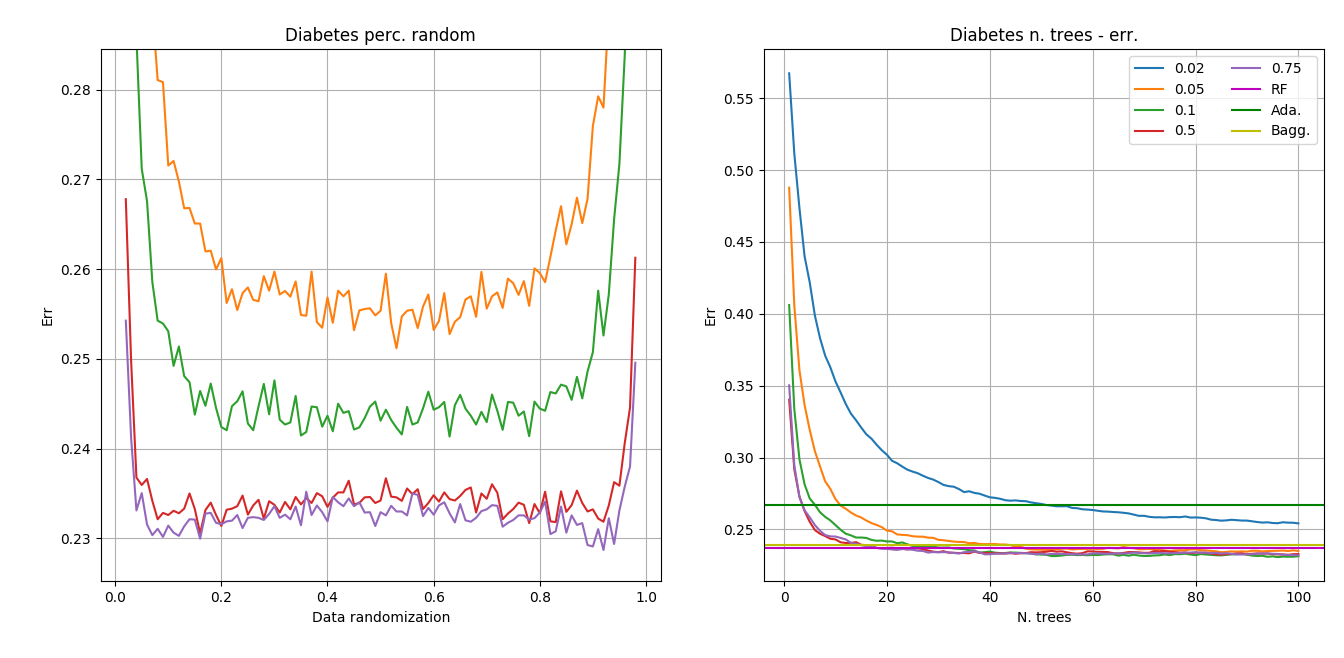 Diabetes perc. random
Err
0.28
0.27
0.26
0.25
0.24
0.23
0.0 0.2 0.4 0.6 0.8 1.0
Data randomization
Diabetes n. trees - err.
Err
0.55
0.50
0.45
0.40
0.35
0.30
0.25
0 20 40 60 80 100
N. trees
0.02 0.75
0.05 RF
0.1 Ada.
0.5 Bagg.